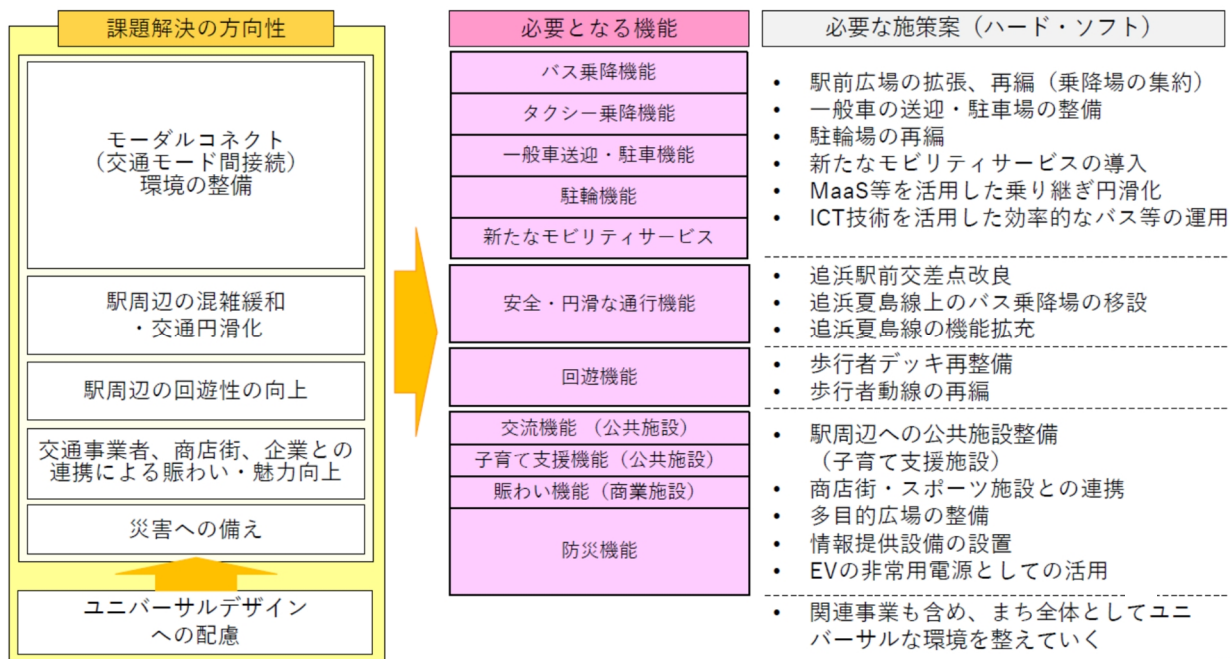 課題解決の方向性
モーダルコネクト
(交通モード間接続)
環境の整備
駅周辺の混雑緩和
・交通円滑化
駅周辺の回遊性の向上
交通事業者、商店街、企業との
連携による賑わい・魅力向上
災害への備え
ユニバーサルデザイン
への配慮
必要となる機能
バス乗降機能
タクシー乗降機能
一般車送迎・駐車機能
駐輪機能
新たなモビリティサービス
安全・円滑な通行機能
回遊機能
交流機能 (公共施設)
子育て支援機能(公共施設)
賑わい機能(商業施設)
防災機能
必要な施策案(ハード・ソフト)
• 駅前広場の拡張、再編(乗降場の集約)
• 一般車の送迎・駐車場の整備
• 駐輪場の再編
• 新たなモビリティサービスの導入
• MaaS等を活用した乗り継ぎ円滑化
• ICT技術を活用した効率的なバス等の運用
• 追浜駅前交差点改良
• 追浜夏島線上のバス乗降場の移設
• 追浜夏島線の機能拡充
• 歩行者デッキ再整備
• 歩行者動線の再編
• 駅周辺への公共施設整備
(子育て支援施設)
• 商店街・スポーツ施設との連携
• 多目的広場の整備
• 情報提供設備の設置
• EVの非常用電源としての活用
• 関連事業も含め、まち全体としてユニ
バーサルな環境を整えていく